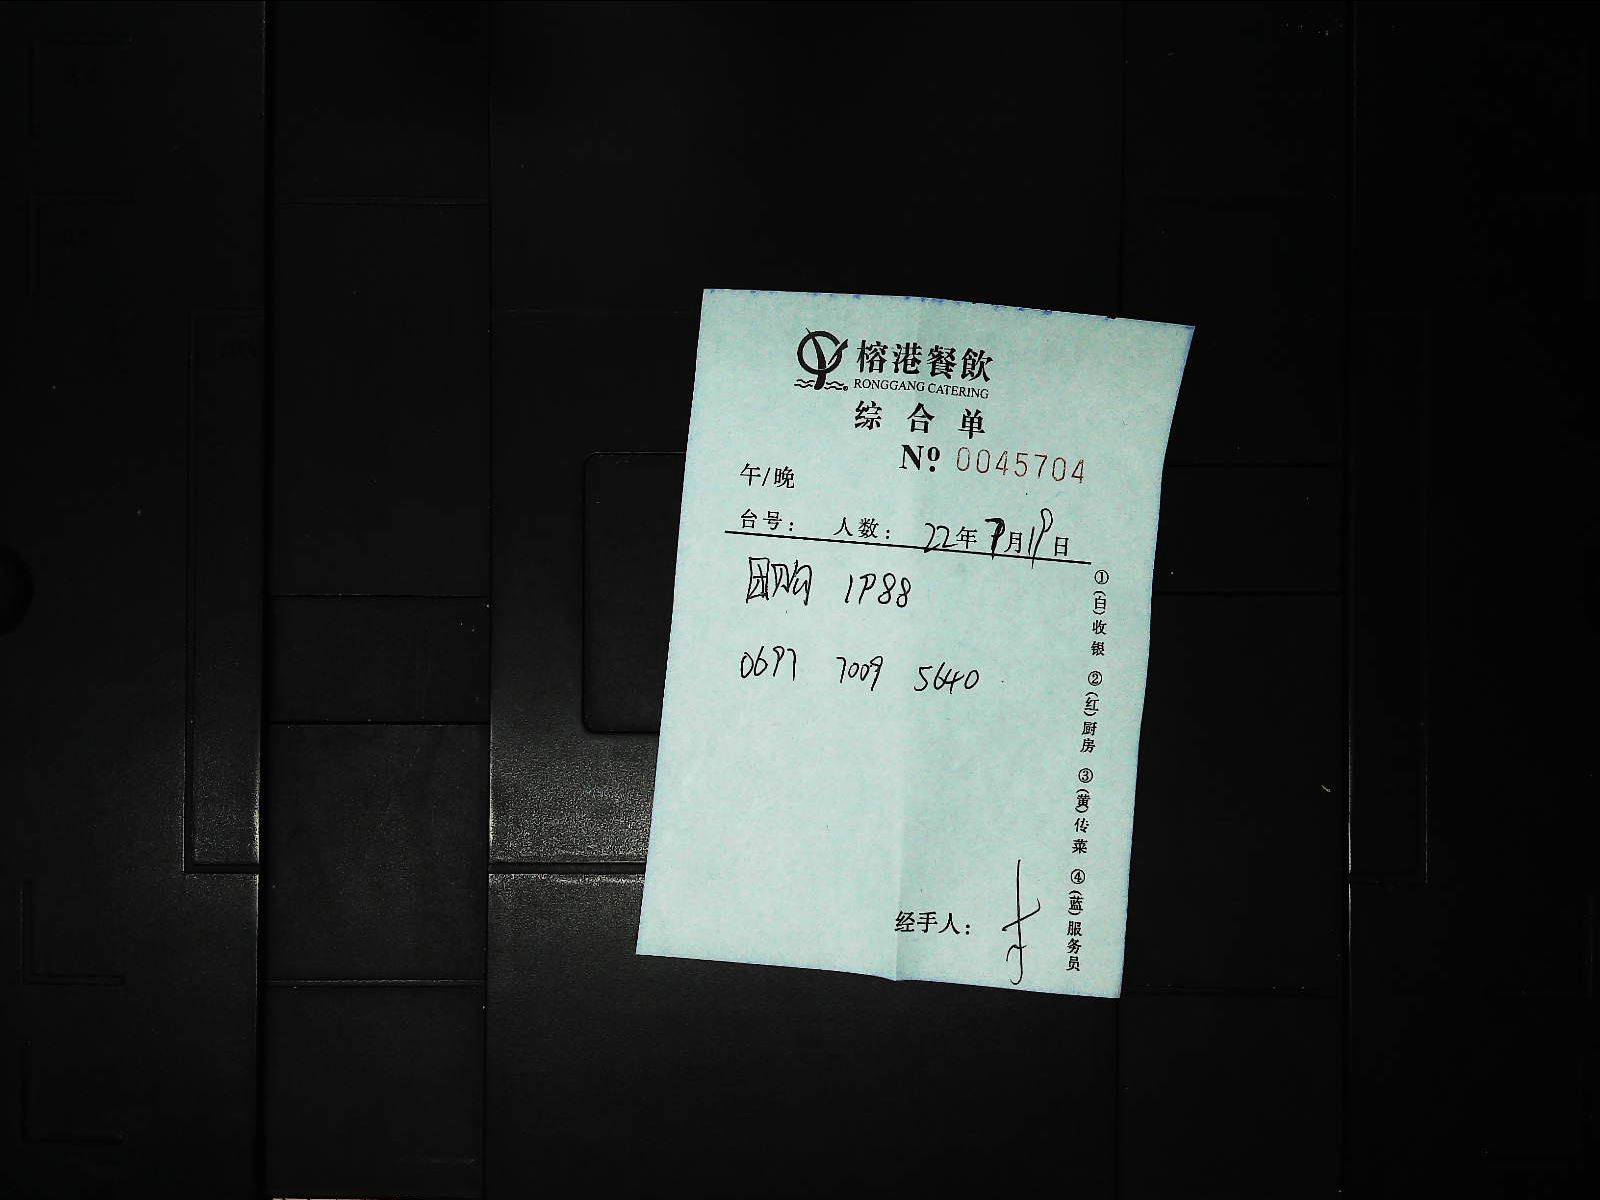 榕港餐飲
RONGGANG CATERING
综合单
Nº 0045704
午/晚
台号： 人数： 22年7月19日
团购 1988
0697 7009 5640
①(白)收银 ②(红)厨房 ③(黄)传菜 ④(蓝)服务员
经手人：